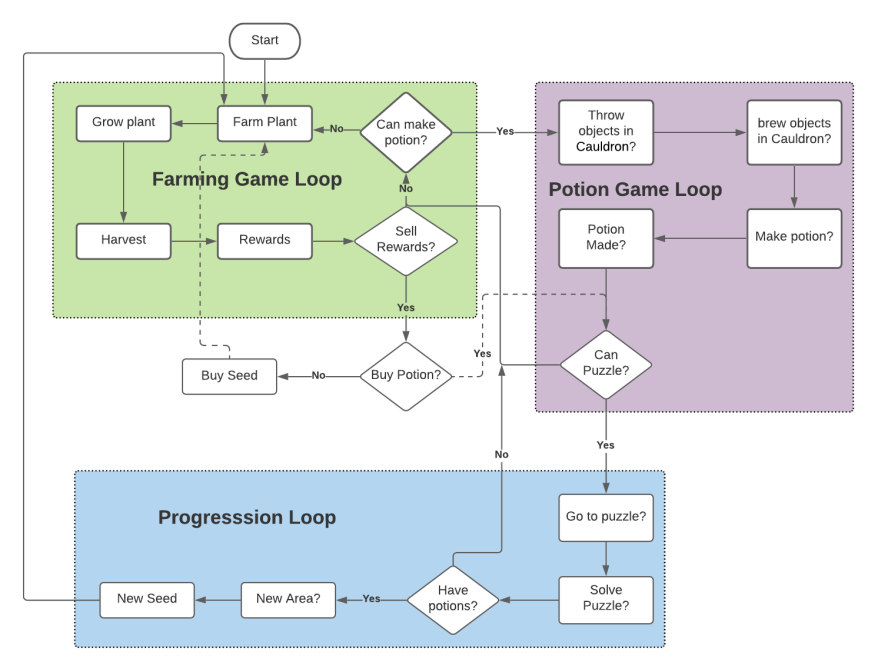 Start
Grow plant
Farm Plant
Can make
potion?
No
Yes
Throw
objects in
Cauldron?
brew objects
in Cauldron?
Farming Game Loop
No
Potion Game Loop
Harvest
Rewards
Sell
Rewards?
Potion
Made?
Make potion?
Yes
Buy Seed
No
Buy Potion?
Yes
Can
Puzzle?
Yes
No
Progresssion Loop
Go to puzzle?
New Seed
New Area?
Yes
Have
potions?
Solve
Puzzle?